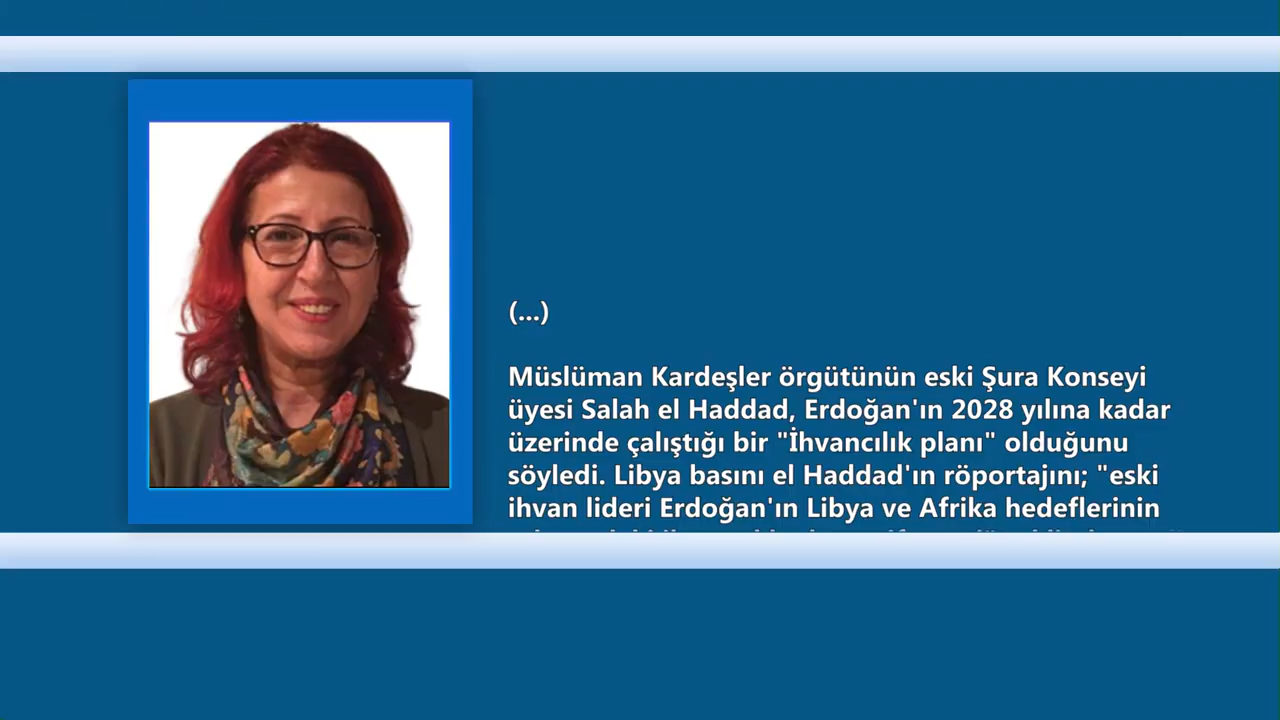 (...)
Müslüman Kardeşler örgütünün eski Şura Konseyi
üyesi Salah el Haddad, Erdoğan'ın 2028 yılına kadar
üzerinde çalıştığı bir "İhvancılık planı" olduğunu
söyledi. Libya basını el Haddad'ın röportajını; "eski
ihvan lideri Erdoğan'ın Libya ve Afrika hedeflerinin